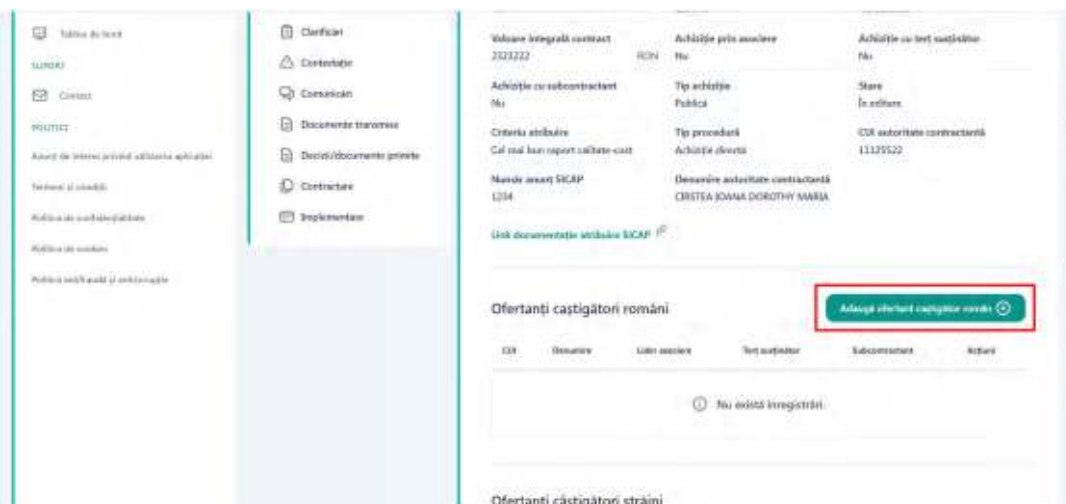 Tablou de bord
SUPORT
Contact
POLITICI
Anunț de interes privind utilizarea aplicației
Termeni și condiții
Politica de confidențialitate
Politica de cookies
Politica antifraudă și anticorupție
Clarificări
Contestație
Comunicări
Documente transmise
Decizii/documente primite
Contractare
Implementare
Valoare integrală contract
2323222 RON
Achiziție prin asociere
Nu
Achiziție cu terț susținător
Nu
Achiziție cu subcontractant
Nu
Tip achiziție
Publică
Stare
În editare
Criteriu atribuire
Cel mai bun raport calitate-cost
Tip procedură
Achiziție directă
CUI autoritate contractantă
11125522
Număr anunț SICAP
1234
Denumire autoritate contractantă
CIRSTEA IOANA DOROTHY MARIA
Link documentație atribuire SICAP
Ofertanți caștigători români
Adaugă ofertant caștigător român
CUI Denumire Lider asociere Terț susținător Subcontractant Acțiuni
Nu există înregistrări.
Ofertanți câștigători străini